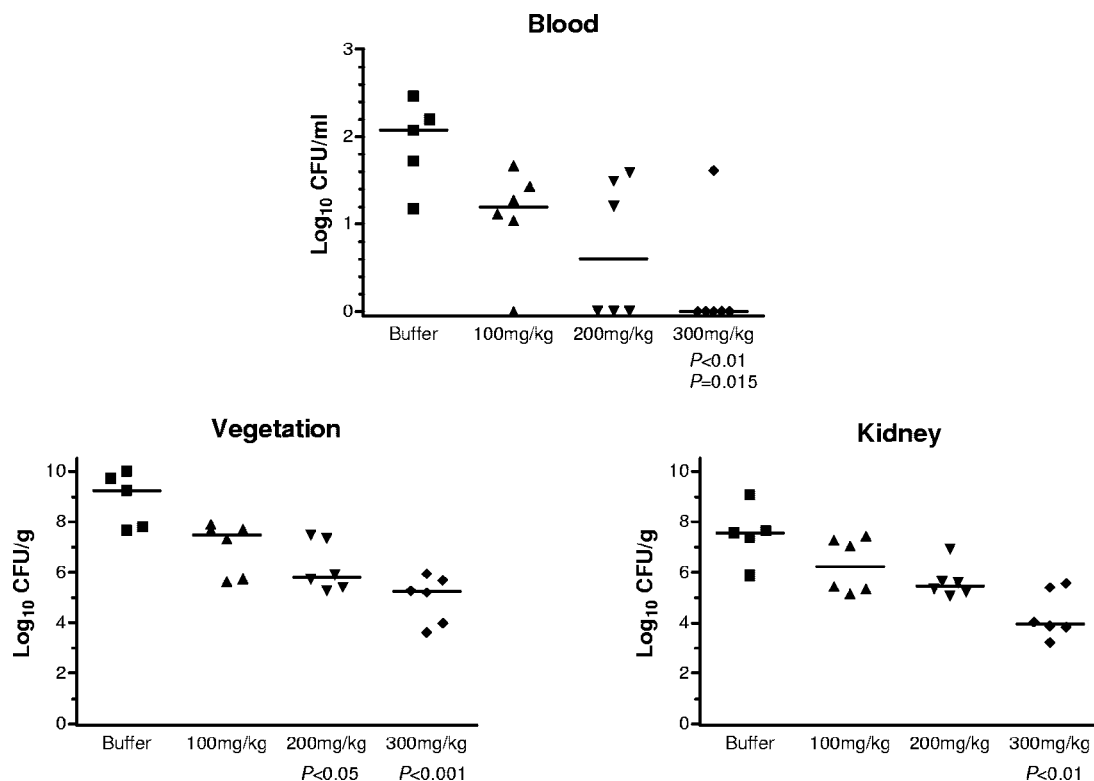 Blood
3
2
1
0
Log10 CFU/ml
Buffer 100mg/kg 200mg/kg 300mg/kg
P<0.01
P=0.015
Vegetation
10
8
6
4
2
0
Log10 CFU/g
Buffer 100mg/kg 200mg/kg 300mg/kg
P<0.05 P<0.001
Kidney
10
8
6
4
2
0
Log10 CFU/g
Buffer 100mg/kg 200mg/kg 300mg/kg
P<0.01